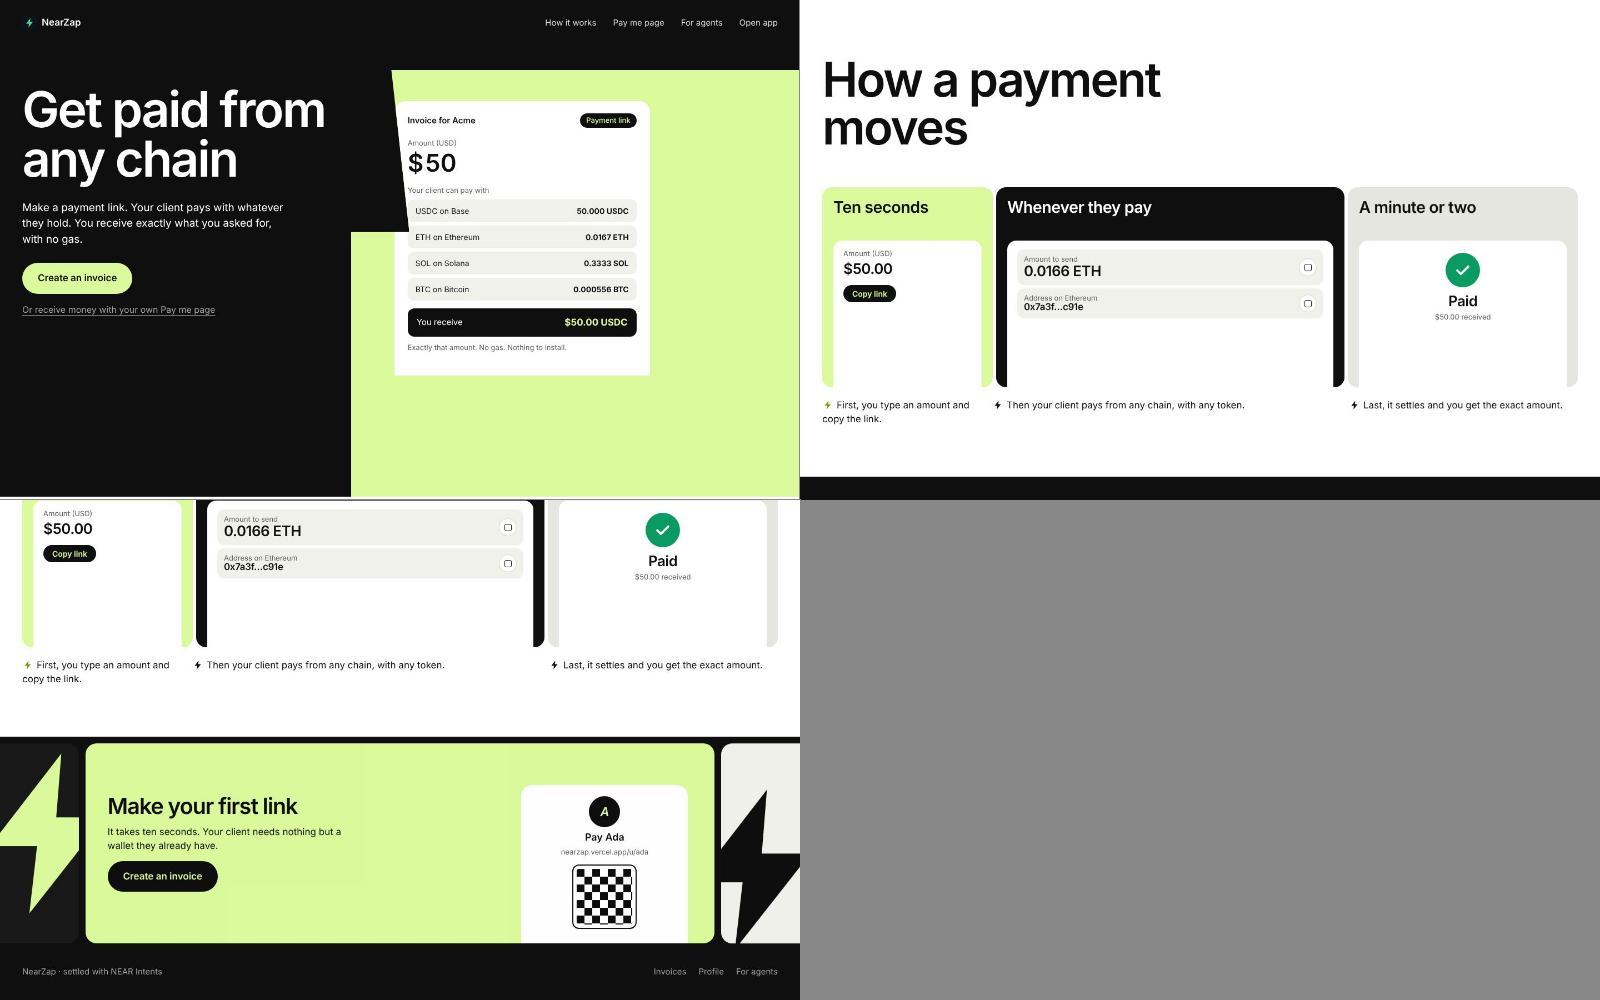 NearZap
How it works
Pay me page
For agents
Open app
Get paid from
any chain
Make a payment link. Your client pays with whatever
they hold. You receive exactly what you asked for,
with no gas.
Create an invoice
Or receive money with your own Pay me page
Invoice for Acme
Payment link
Amount (USD)
$50
Your client can pay with
USDC on Base
50.000 USDC
ETH on Ethereum
0.0167 ETH
SOL on Solana
0.3333 SOL
BTC on Bitcoin
0.000556 BTC
You receive
$50.00 USDC
Exactly that amount. No gas. Nothing to install.
How a payment
moves
Ten seconds
Amount (USD)
$50.00
Copy link
First, you type an amount and
copy the link.
Whenever they pay
Amount to send
0.0166 ETH
Address on Ethereum
0x7a3f...c91e
Then your client pays from any chain, with any token.
A minute or two
Paid
$50.00 received
Last, it settles and you get the exact amount.
Amount (USD)
$50.00
Copy link
First, you type an amount and
copy the link.
Amount to send
0.0166 ETH
Address on Ethereum
0x7a3f...c91e
Then your client pays from any chain, with any token.
Paid
$50.00 received
Last, it settles and you get the exact amount.
Make your first link
It takes ten seconds. Your client needs nothing but a
wallet they already have.
Create an invoice
A
Pay Ada
nearzap.vercel.app/u/ada
NearZap · settled with NEAR Intents
Invoices
Profile
For agents